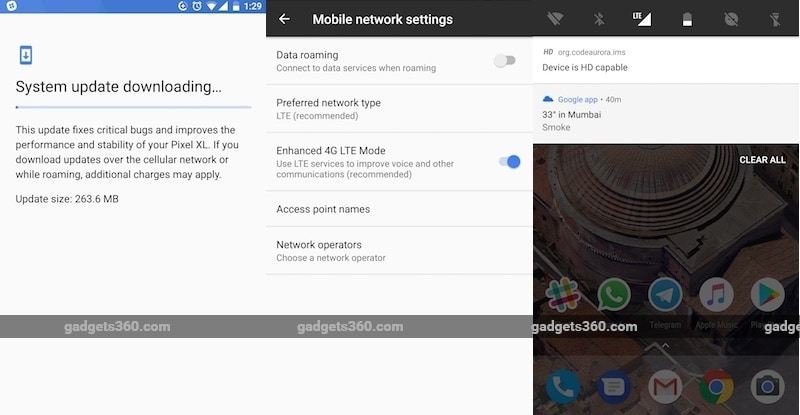 1:29
System update downloading...
This update fixes critical bugs and improves the
performance and stability of your Pixel XL. If you
download updates over the cellular network or
while roaming, additional charges may apply.
Update size: 263.6 MB
Mobile network settings
Data roaming
Connect to data services when roaming
Preferred network type
LTE (recommended)
Enhanced 4G LTE Mode
Use LTE services to improve voice and other
communications (recommended)
Access point names
Network operators
Choose a network operator
LTE
HD org.codeaurora.ims
Device is HD capable
Google app • 40m
33° in Mumbai
Smoke
CLEAR ALL
Telegram Apple Music
gadgets360.com gadgets360.com gadgets360.com gad